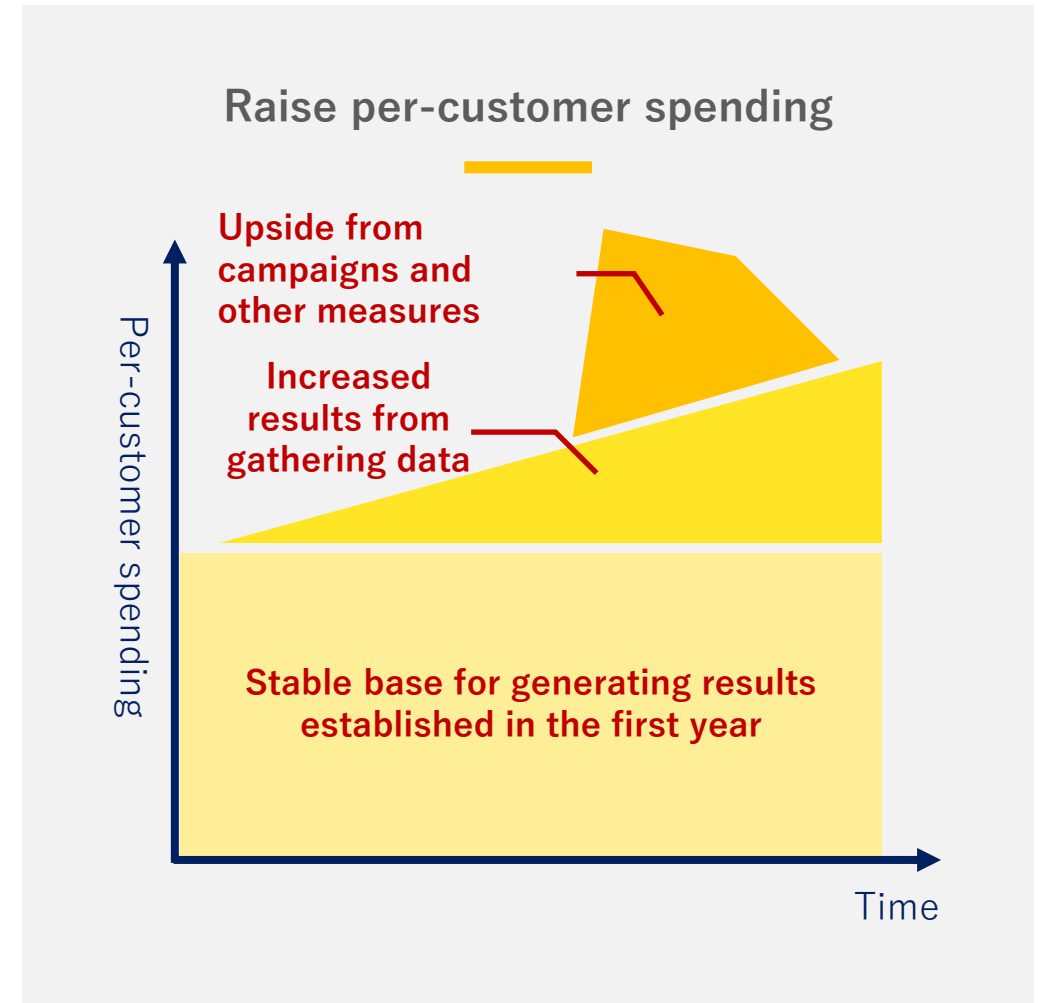 Raise per-customer spending
Upside from
campaigns and
other measures
Increased
results from
gathering data
Per-customer spending
Stable base for generating results
established in the first year
Time